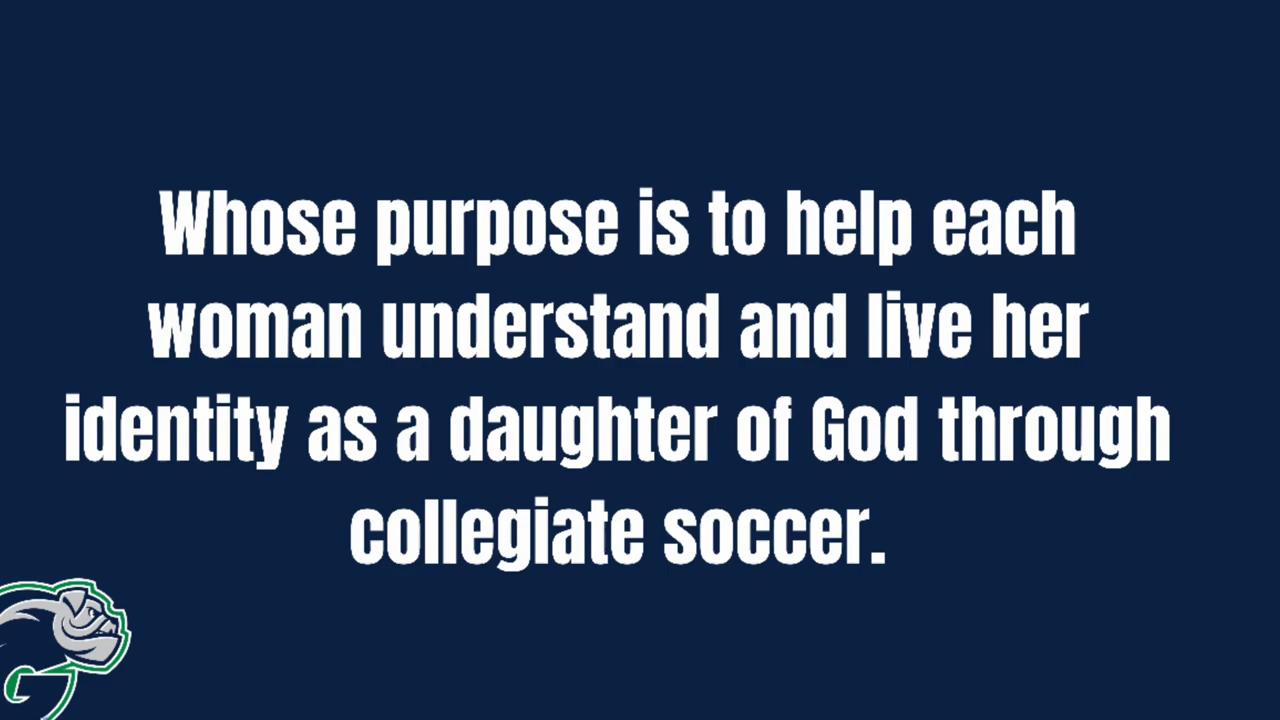 Whose purpose is to help each
woman understand and live her
identity as a daughter of God through
collegiate soccer.